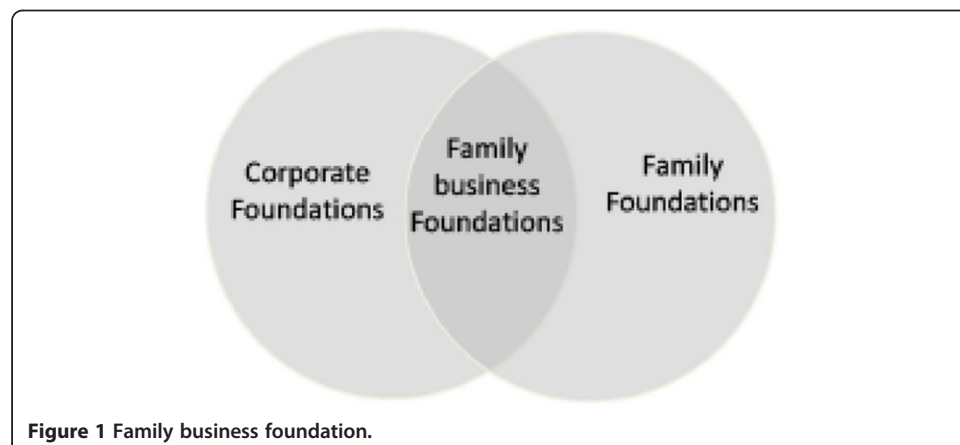 Corporate
Foundations
Family
business
Foundations
Family
Foundations
Figure 1 Family business foundation.